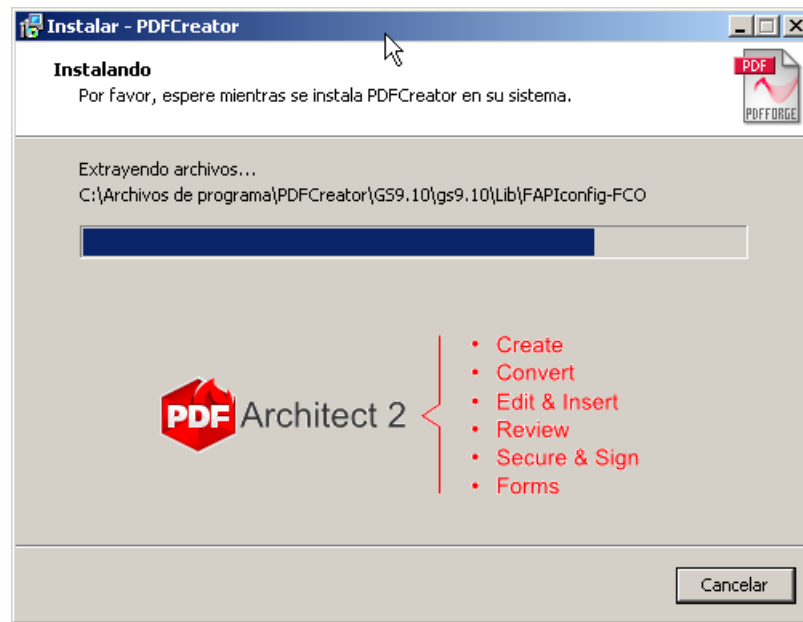 Instalar - PDFCreator
Instalando
Por favor, espere mientras se instala PDFCreator en su sistema.
PDF
PDFFORGE
Extrayendo archivos...
C:\Archivos de programa\PDFCreator\GS9.10\gs9.10\Lib\FAPIconfig-FCO
PDF Architect 2
• Create
• Convert
• Edit & Insert
• Review
• Secure & Sign
• Forms
Cancelar